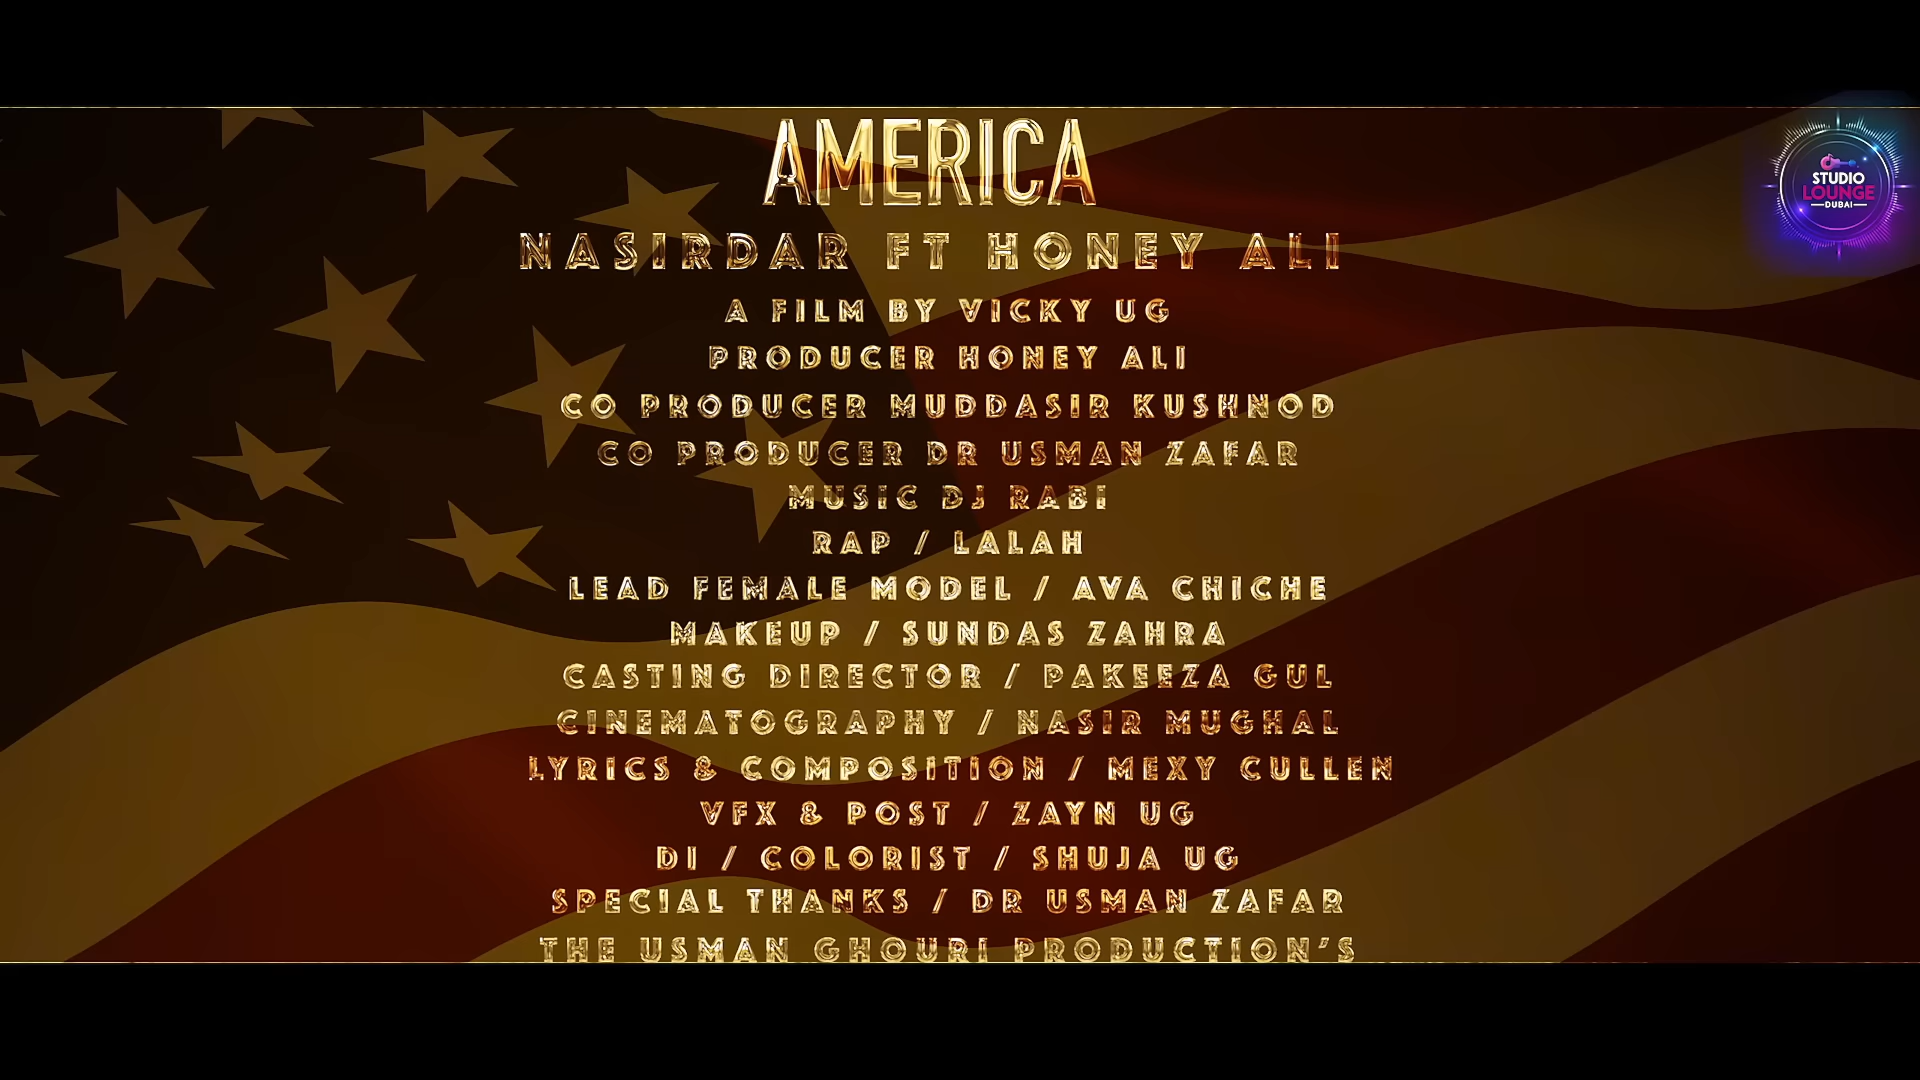 AMERICA
NASIRDAR FT HONEY ALI
A FILM BY VICKY UG
PRODUCER HONEY ALI
CO PRODUCER MUDDASIR KUSHNOD
CO PRODUCER DR USMAN ZAFAR
MUSIC DJ RABI
RAP / LALAH
LEAD FEMALE MODEL / AVA CHICHE
MAKEUP / SUNDAS ZAHRA
CASTING DIRECTOR / PAKEEZA GUL
CINEMATOGRAPHY / NASIR MUGHAL
LYRICS & COMPOSITION / MEXY CULLEN
VFX & POST / ZAYN UG
DI / COLORIST / SHUJA UG
SPECIAL THANKS / DR USMAN ZAFAR
THE USMAN GHOURI PRODUCTION'S
STUDIO
LOUNGE
DUBAI